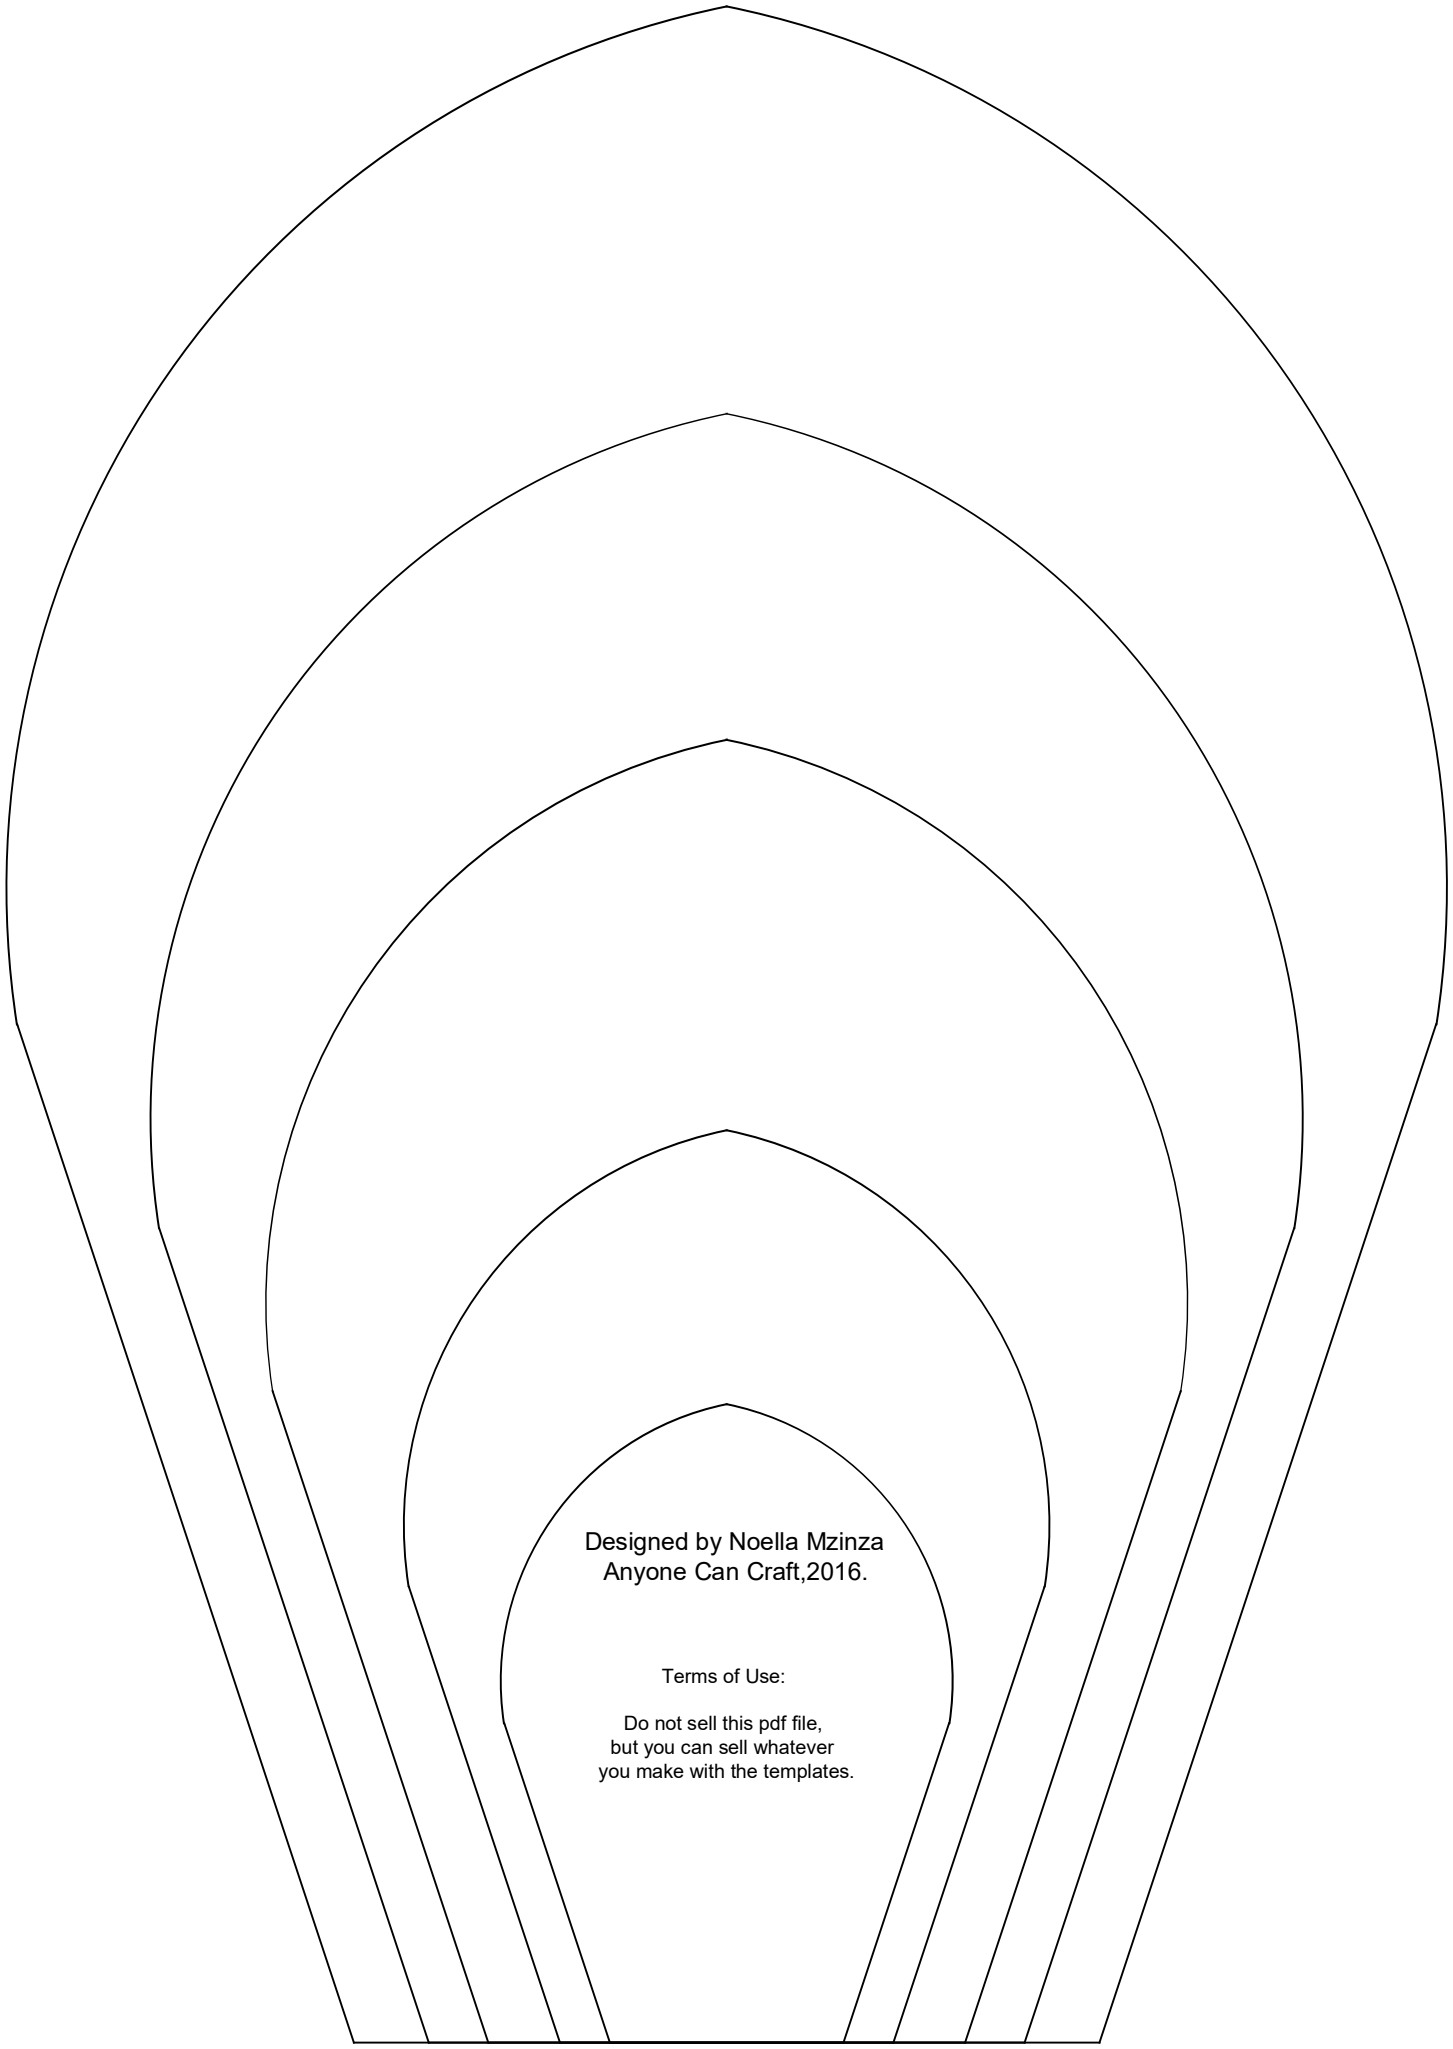 Designed by Noella Mzinza
Anyone Can Craft,2016.
Terms of Use:
Do not sell this pdf file,
but you can sell whatever
you make with the templates.